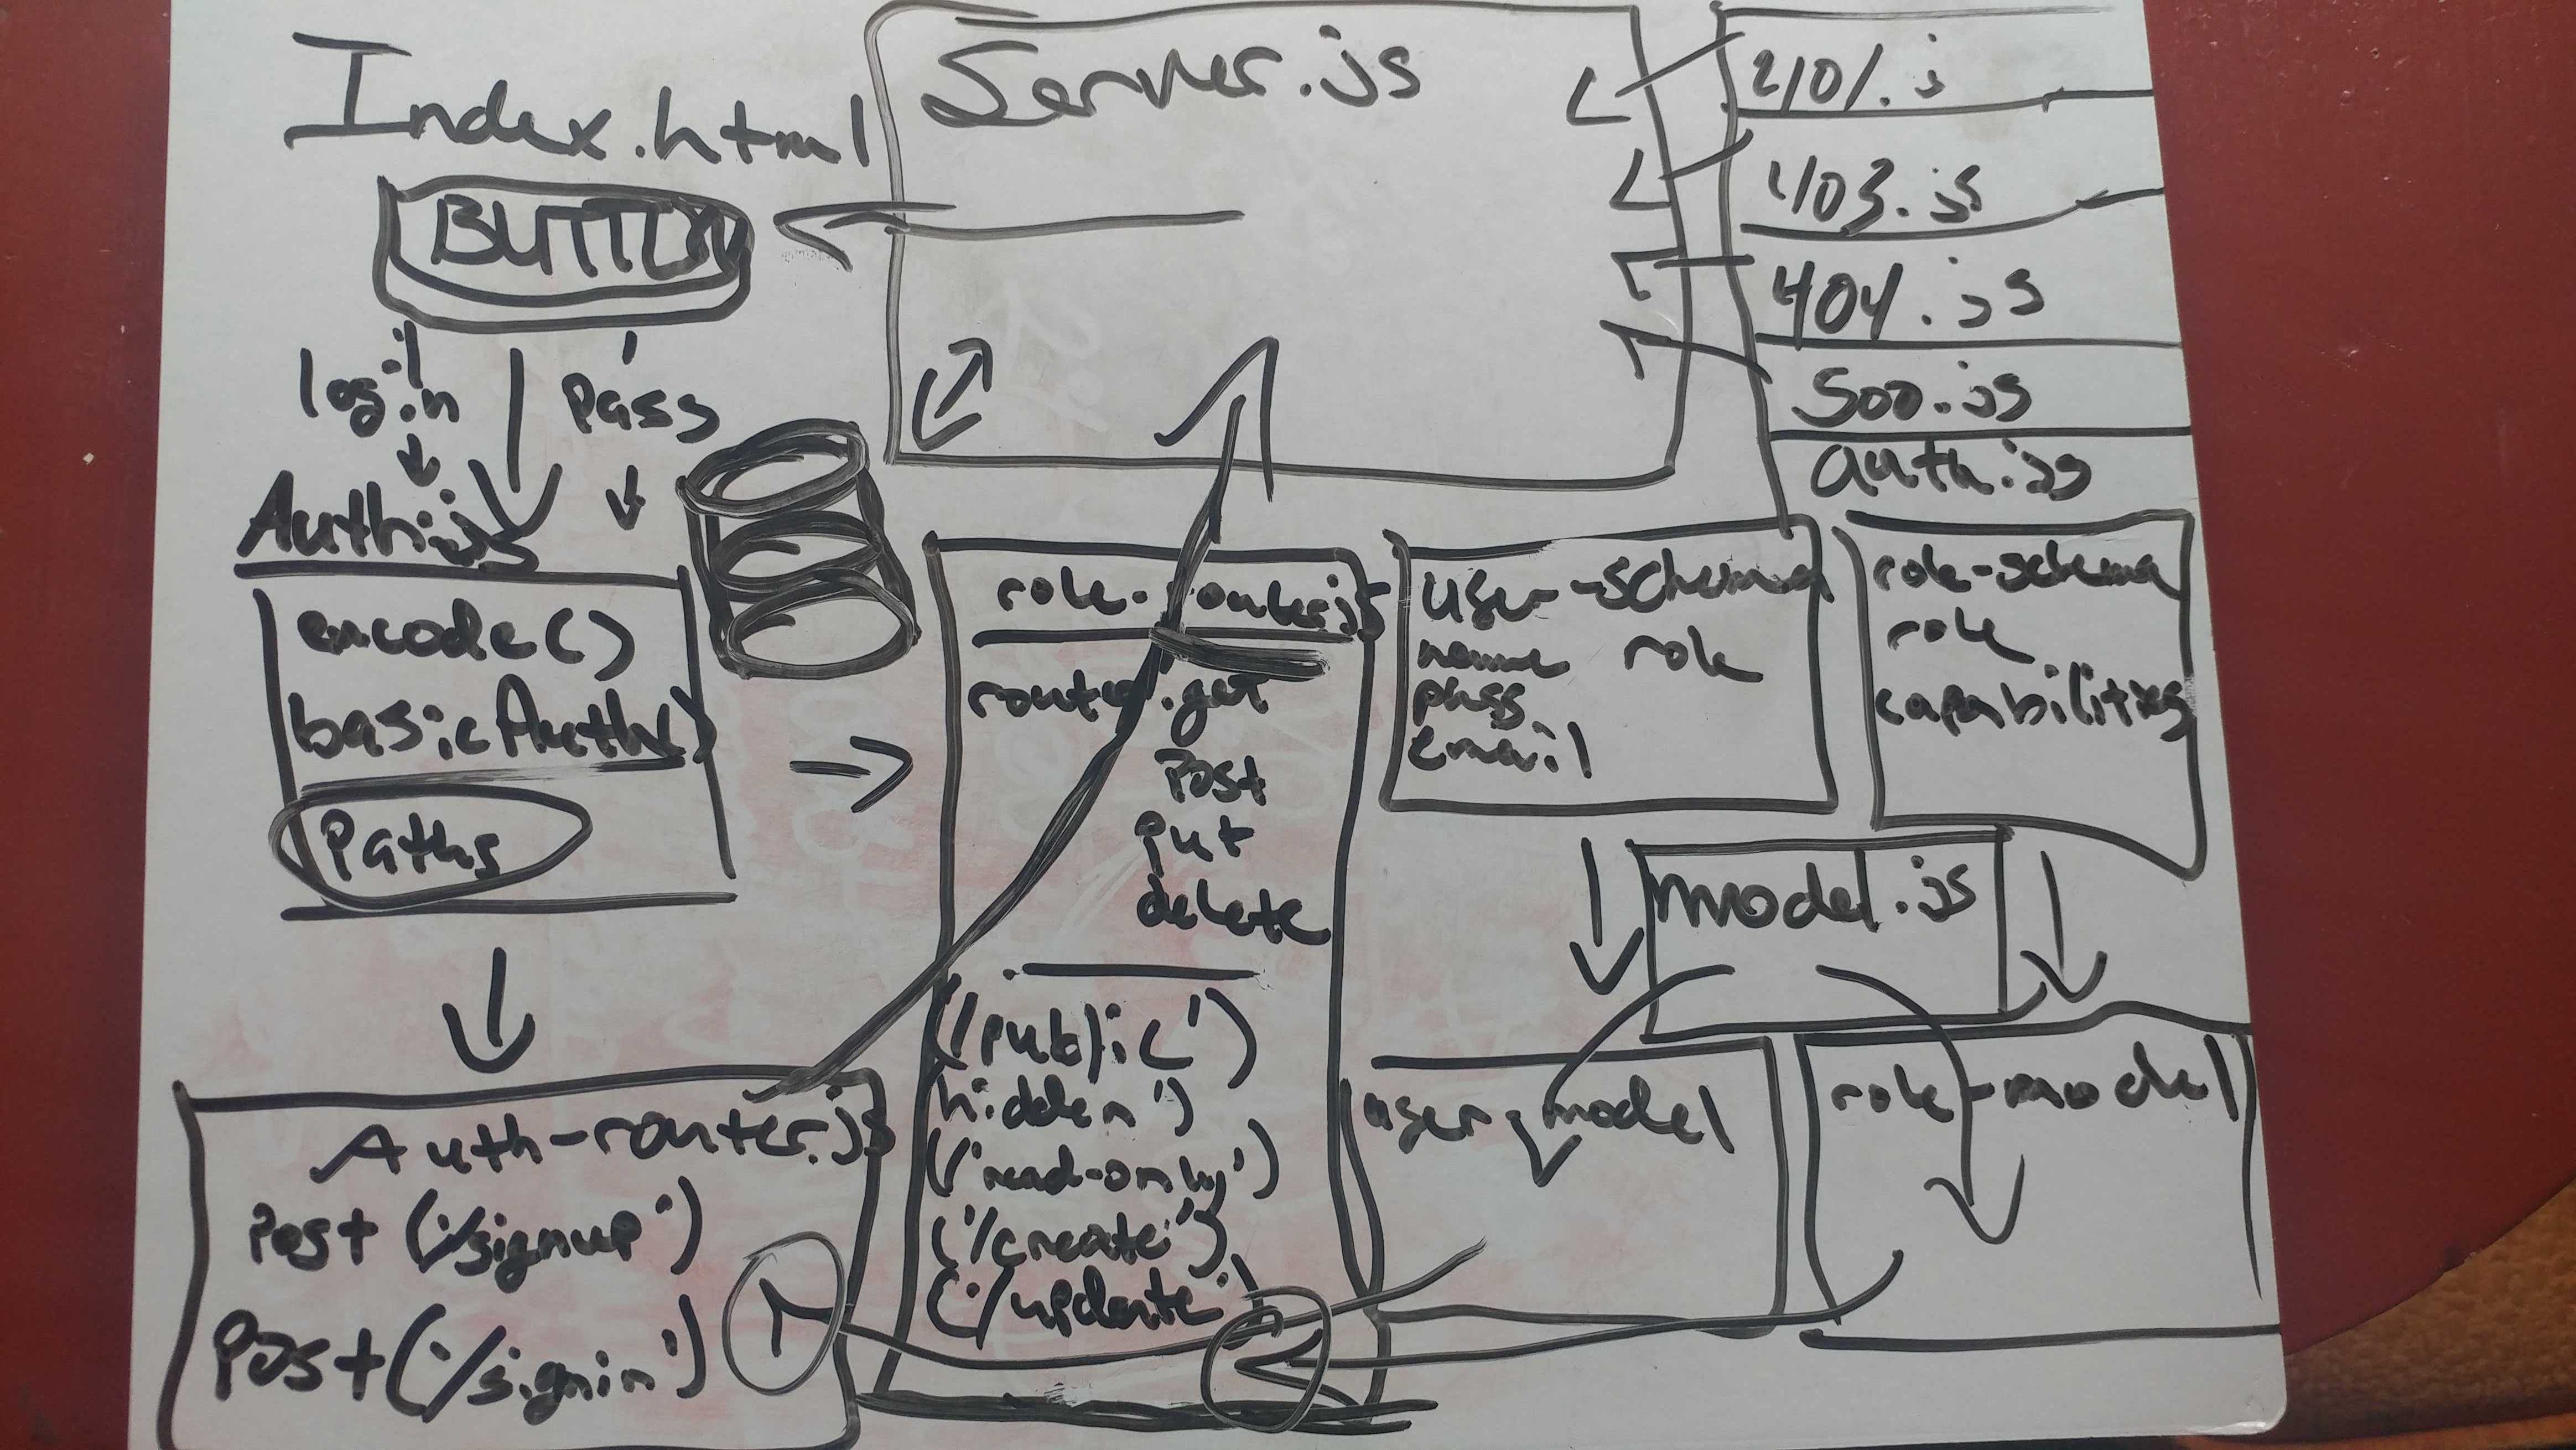 Index.html
BUTTON
login
pass
Auth.js
encode()
basicAuth()
Paths
Auth-router.js
Post ('/signup')
Post ('/signin')
Server.js
role-router.js
router.get
Post
put
delete
('/public')
hidden')
('read-only')
('/create')
('/update')
401.js
403.js
404.js
500.js
auth.js
user-schema
name role
pass
email
role-schema
role
capabilities
model.js
user-model
role-model